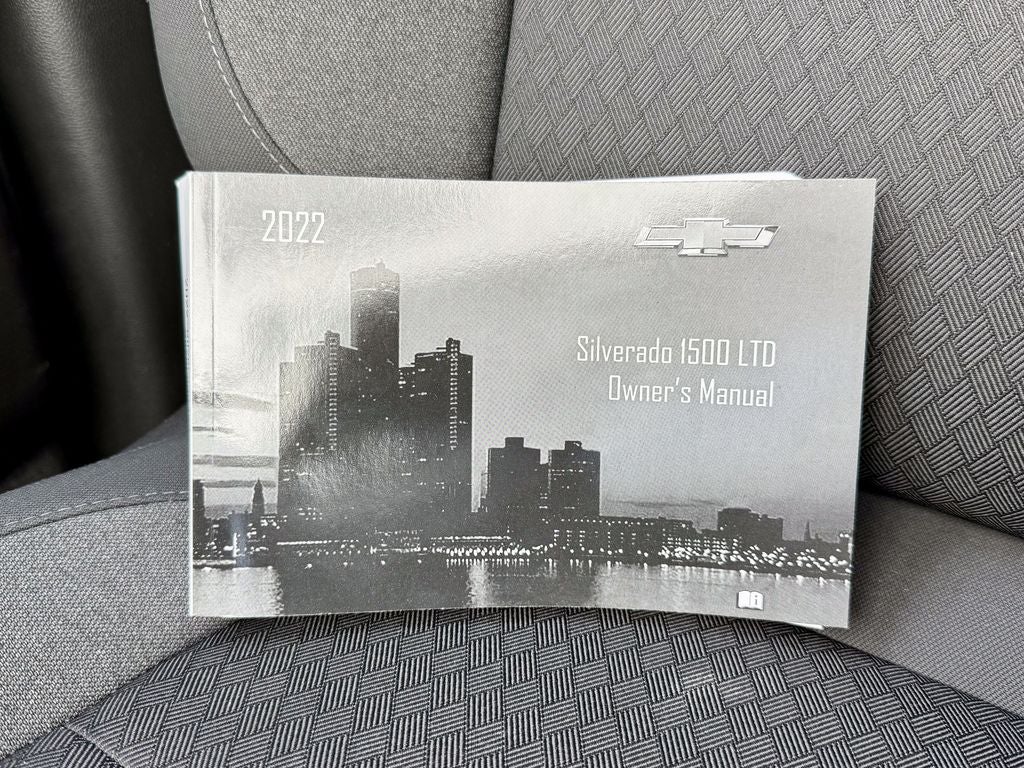 2022
Silverado 1500 LTD
Owner's Manual
i